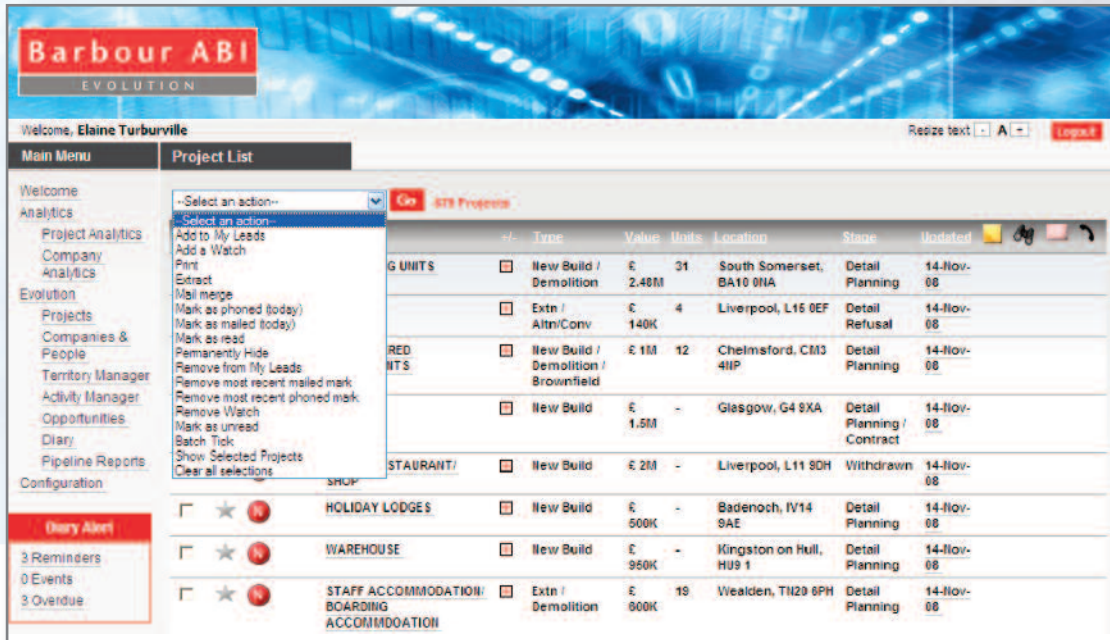 Barbour ABI
EVOLUTION
Welcome, Elaine Turburville
Resize text - A + Logout
Main Menu
Project List
Welcome
Analytics
Project Analytics
Company
Analytics
Evolution
Projects
Companies &
People
Territory Manager
Activity Manager
Opportunities
Diary
Pipeline Reports
Configuration
Diary Alert
3 Reminders
0 Events
3 Overdue
--Select an action--
Go
Projects
--Select an action--
Add to My Leads
Add a Watch
Print
Extract
Mail merge
Mark as phoned (today)
Mark as mailed (today)
Mark as read
Permanently Hide
Remove from My Leads
Remove most recent mailed mark
Remove most recent phoned mark
Remove Watch
Mark as unread
Batch Tick
Show Selected Projects
Clear all selections
+/- Type Value Units Location Stage Updated
G UNITS + New Build / £ 31 South Somerset, Detail 14-Nov-
Demolition 2.48M BA10 0NA Planning 08
+ Extn / £ 4 Liverpool, L15 0EF Detail 14-Nov-
Altn/Conv 140K Refusal 08
RED + New Build / £ 1M 12 Chelmsford, CM3 Detail 14-Nov-
NTS Demolition / 4NP Planning 08
Brownfield
+ New Build £ - Glasgow, G4 9XA Detail 14-Nov-
1.5M Planning / 08
Contract
STAURANT/ + New Build £ 2M - Liverpool, L11 9DH Withdrawn 14-Nov-
SHOP 08
N HOLIDAY LODGES + New Build £ - Badenoch, IV14 Detail 14-Nov-
500K 9AE Planning 08
N WAREHOUSE + New Build £ - Kingston on Hull, Detail 14-Nov-
950K HU9 1 Planning 08
N STAFF ACCOMMODATION/ + Extn / £ 19 Wealden, TN20 6PH Detail 14-Nov-
BOARDING Demolition 600K Planning 08
ACCOMMDOATION